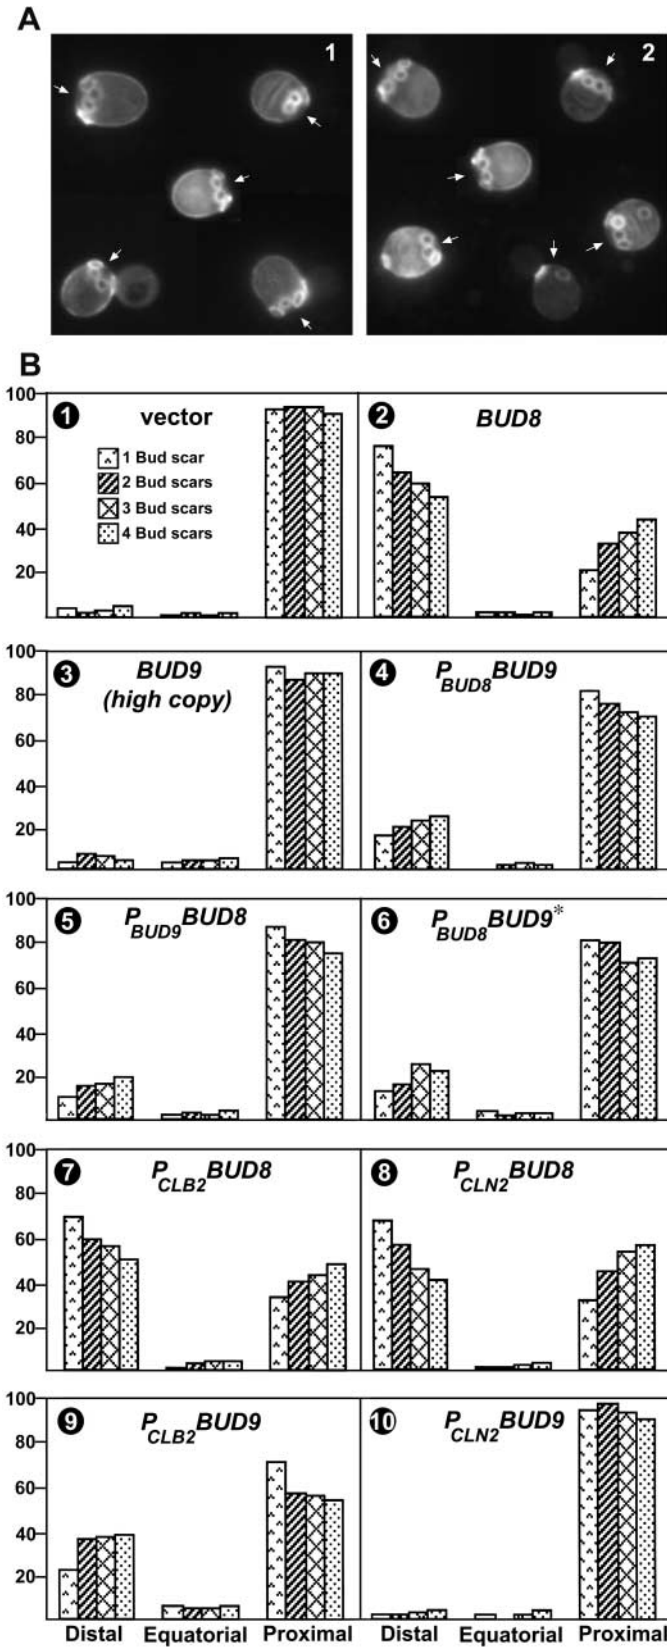 A
1
2
B
100
80
60
40
20
1 vector
1 Bud scar
2 Bud scars
3 Bud scars
4 Bud scars
2 BUD8
100
80
60
40
20
3 BUD9
(high copy)
4 PBUD8BUD9
100
80
60
40
20
5 PBUD9BUD8
6 PBUD8BUD9*
100
80
60
40
20
7 PCLB2BUD8
8 PCLN2BUD8
100
80
60
40
20
9 PCLB2BUD9
10 PCLN2BUD9
Distal Equatorial Proximal Distal Equatorial Proximal